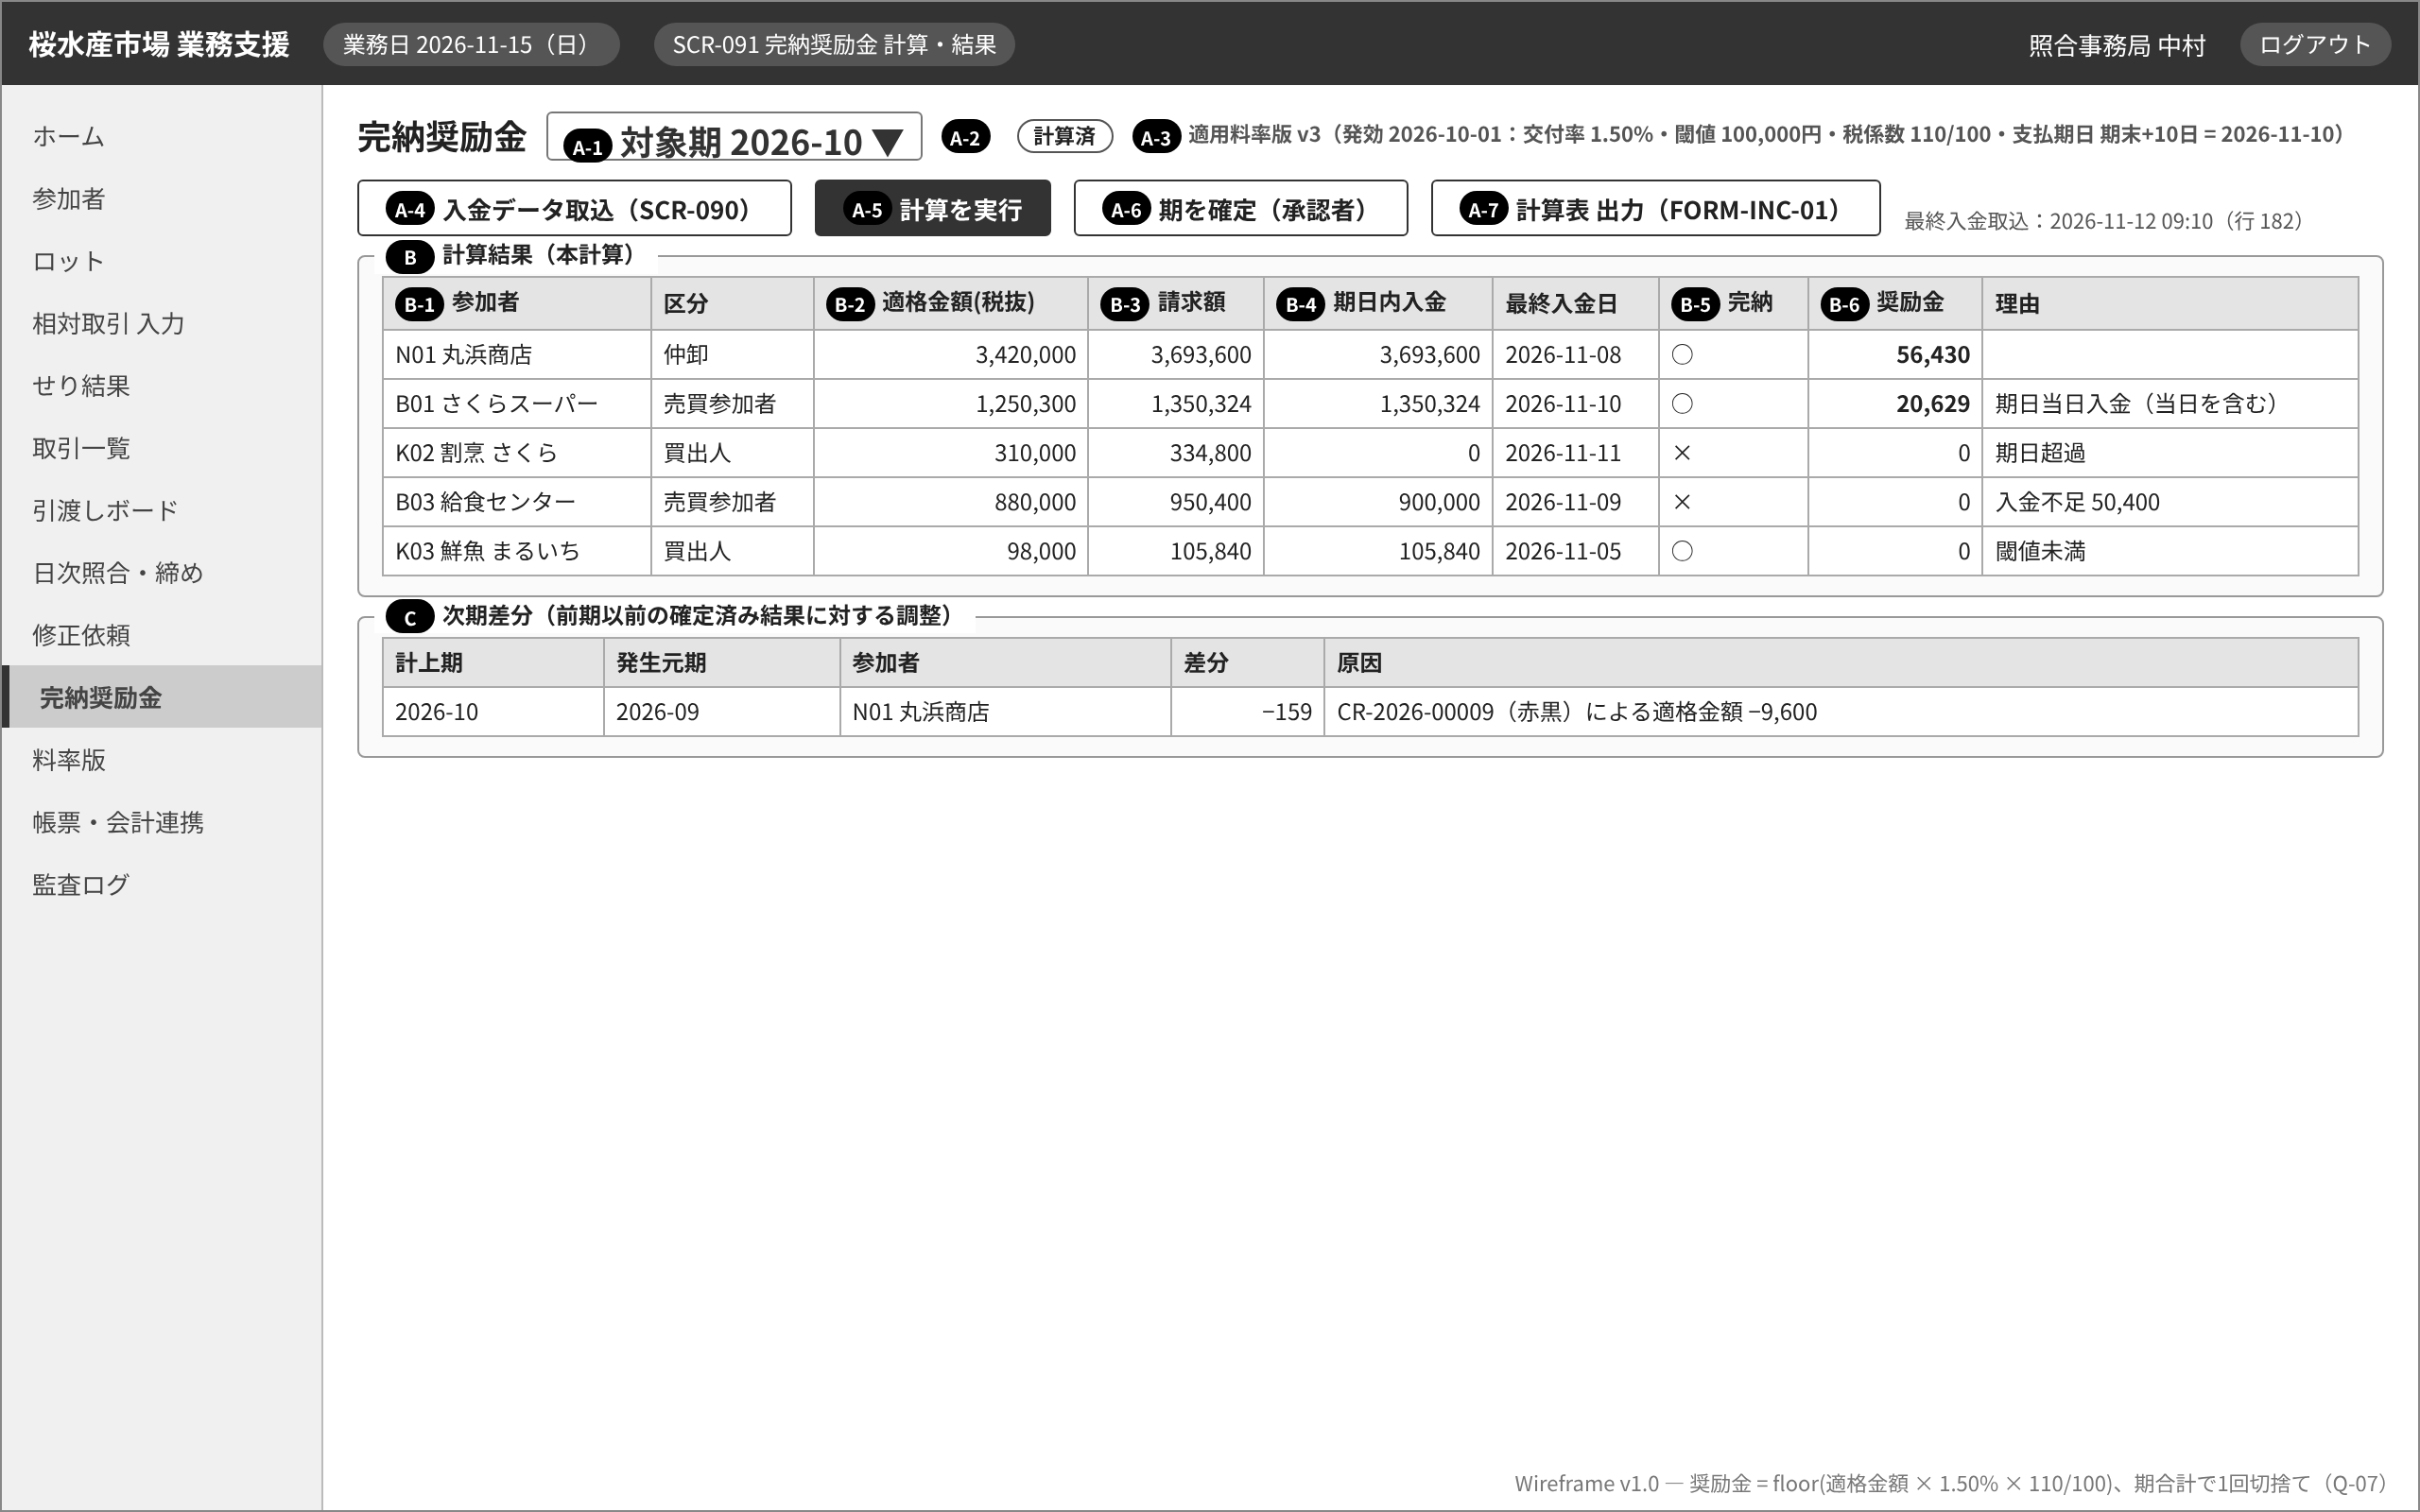 桜水産市場 業務支援 業務日 2026-11-15（日） SCR-091 完納奨励金 計算・結果 照合事務局 中村 ログアウト
ホーム
参加者
ロット
相対取引 入力
せり結果
取引一覧
引渡しボード
日次照合・締め
修正依頼
完納奨励金
料率版
帳票・会計連携
監査ログ
完納奨励金 A-1 対象期 2026-10 ▼ A-2 計算済 A-3 適用料率版 v3（発効 2026-10-01：交付率 1.50%・閾値 100,000円・税係数 110/100・支払期日 期末+10日 = 2026-11-10）
A-4 入金データ取込（SCR-090） A-5 計算を実行 A-6 期を確定（承認者） A-7 計算表 出力（FORM-INC-01） 最終入金取込：2026-11-12 09:10（行 182）
B 計算結果（本計算）
B-1 参加者 区分 B-2 適格金額(税抜) B-3 請求額 B-4 期日内入金 最終入金日 B-5 完納 B-6 奨励金 理由
N01 丸浜商店 仲卸 3,420,000 3,693,600 3,693,600 2026-11-08 ○ 56,430
B01 さくらスーパー 売買参加者 1,250,300 1,350,324 1,350,324 2026-11-10 ○ 20,629 期日当日入金（当日を含む）
K02 割烹 さくら 買出人 310,000 334,800 0 2026-11-11 × 0 期日超過
B03 給食センター 売買参加者 880,000 950,400 900,000 2026-11-09 × 0 入金不足 50,400
K03 鮮魚 まるいち 買出人 98,000 105,840 105,840 2026-11-05 ○ 0 閾値未満
C 次期差分（前期以前の確定済み結果に対する調整）
計上期 発生元期 参加者 差分 原因
2026-10 2026-09 N01 丸浜商店 −159 CR-2026-00009（赤黒）による適格金額 −9,600
Wireframe v1.0 — 奨励金 = floor(適格金額 × 1.50% × 110/100)、期合計で1回切捨て（Q-07）